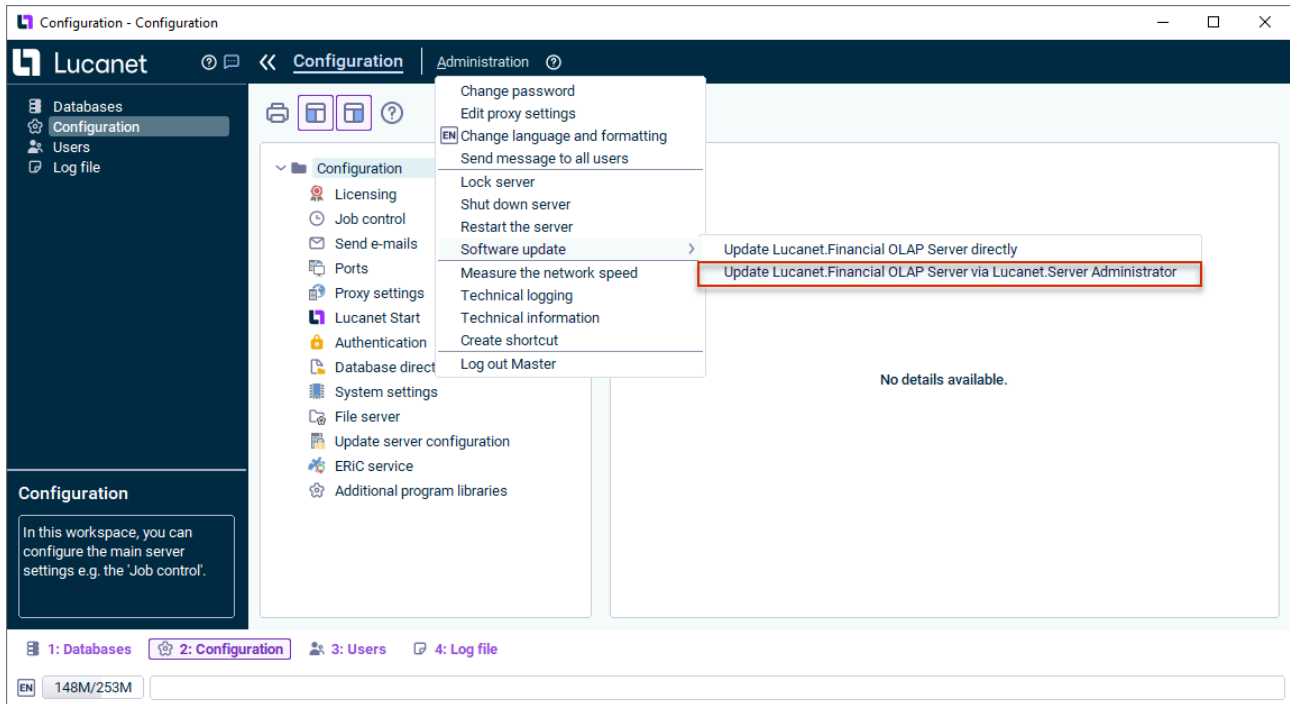 Configuration - Configuration
Lucanet
Configuration
Administration
Databases
Configuration
Users
Log file
Change password
Edit proxy settings
EN Change language and formatting
Send message to all users
Lock server
Shut down server
Restart the server
Software update
Measure the network speed
Technical logging
Technical information
Create shortcut
Log out Master
Update Lucanet.Financial OLAP Server directly
Update Lucanet.Financial OLAP Server via Lucanet.Server Administrator
Configuration
Licensing
Job control
Send e-mails
Ports
Proxy settings
Lucanet Start
Authentication
Database direct
System settings
File server
Update server configuration
ERiC service
Additional program libraries
No details available.
Configuration
In this workspace, you can
configure the main server
settings e.g. the 'Job control'.
1: Databases
2: Configuration
3: Users
4: Log file
EN
148M/253M